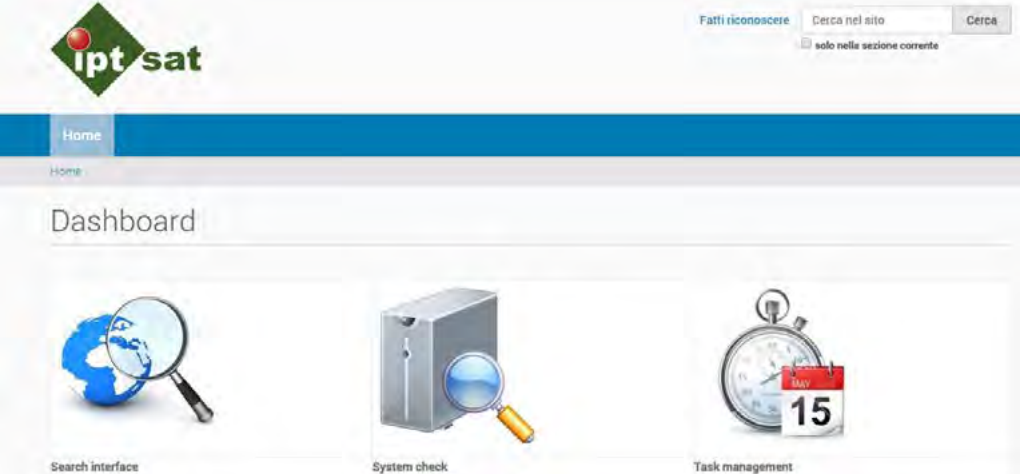 ipt sat
Fatti riconoscere
Cerca nel sito
Cerca
solo nella sezione corrente
Home
Home
Dashboard
MAY
15
Search interface
System check
Task management